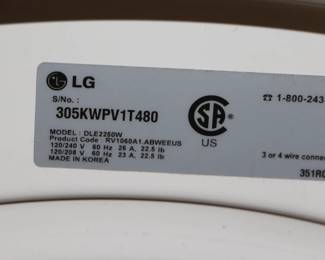 LG
S/No. :
305KWPV1T480
MODEL: DLE2250W
Product Code: RV1060A1.ABWEEUS
120/240 V 60 Hz 26 A, 22.5 lb
120/208 V 60 Hz 23 A, 22.5 lb
MADE IN KOREA
SA
US
☎ 1-800-243
3 or 4 wire connec
351R